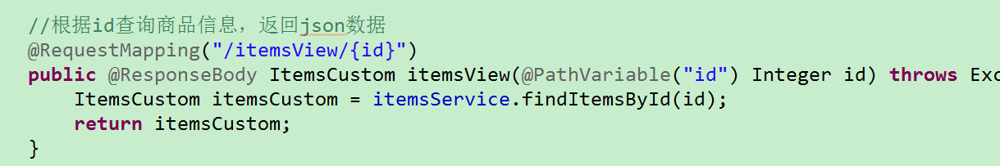 //根据id查询商品信息，返回json数据
@RequestMapping("/itemsView/{id}")
public @ResponseBody ItemsCustom itemsView(@PathVariable("id") Integer id) throws Exc
ItemsCustom itemsCustom = itemsService.findItemsById(id);
return itemsCustom;
}